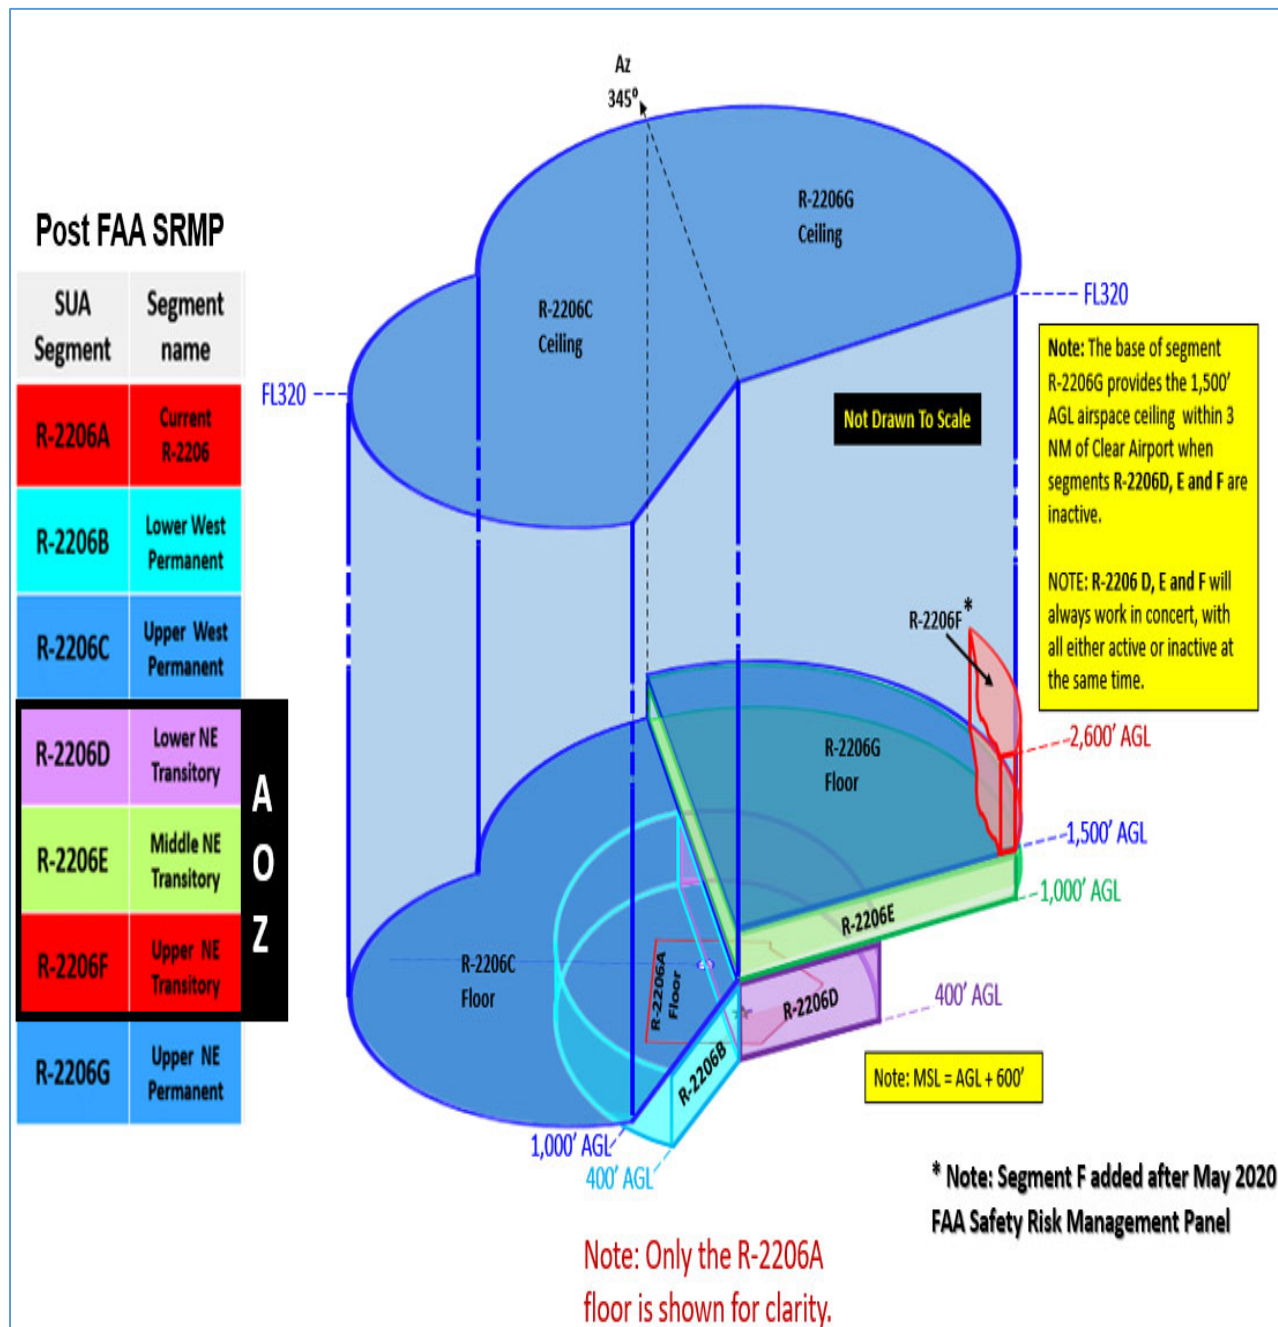 Az
345°
Post FAA SRMP
SUA
Segment
Segment
name
R-2206A
Current
R-2206
R-2206B
Lower West
Permanent
R-2206C
Upper West
Permanent
R-2206D
Lower NE
Transitory
R-2206E
Middle NE
Transitory
R-2206F
Upper NE
Transitory
R-2206G
Upper NE
Permanent
A
O
Z
R-2206G
Ceiling
R-2206C
Ceiling
FL320
FL320
Not Drawn To Scale
Note: The base of segment
R-2206G provides the 1,500'
AGL airspace ceiling within 3
NM of Clear Airport when
segments R-2206D, E and F are
inactive.
NOTE: R-2206 D, E and F will
always work in concert, with
all either active or inactive at
the same time.
R-2206F*
2,600' AGL
R-2206G
Floor
1,500' AGL
1,000' AGL
R-2206E
R-2206C
Floor
R-2206A
Floor
R-2206D
400' AGL
R-2206B
Note: MSL = AGL + 600'
1,000' AGL
400' AGL
* Note: Segment F added after May 2020
FAA Safety Risk Management Panel
Note: Only the R-2206A
floor is shown for clarity.